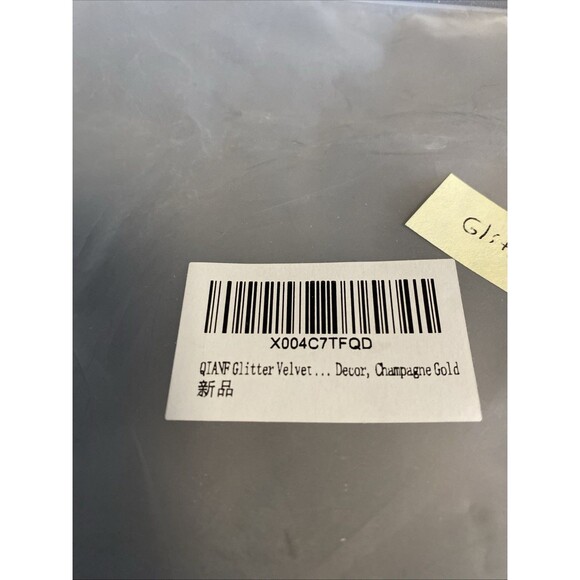 X004C7TFQD
QIANF Glitter Velvet ... Decor, Champagne Gold
新品